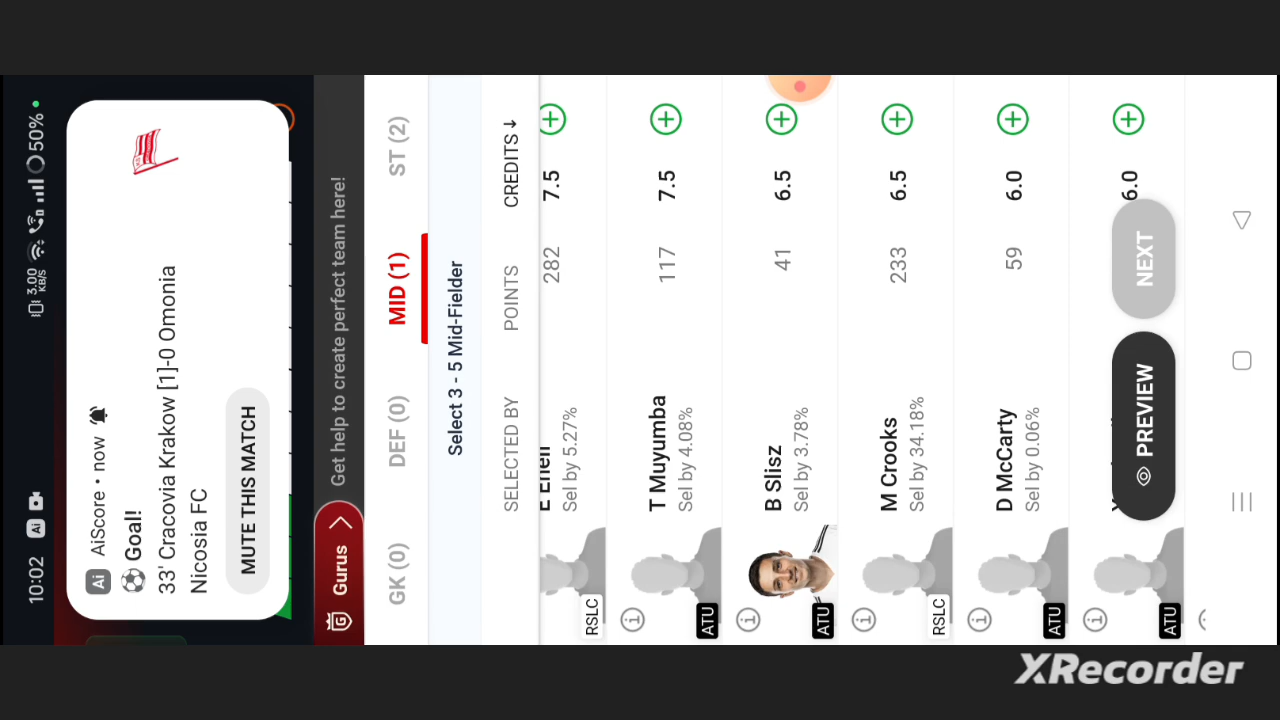 10:02
3.00 KB/S
50%
AiScore • now
Goal!
33' Cracovia Krakow [1]-0 Omonia
Nicosia FC
MUTE THIS MATCH
Gurus
Get help to create perfect team here!
GK (0)
DEF (0)
MID (1)
ST (2)
Select 3 - 5 Mid-Fielder
SELECTED BY
POINTS
CREDITS ↓
Sel by 5.27%
282
7.5
RSLC
T Muyumba
Sel by 4.08%
117
7.5
ATU
B Slisz
Sel by 3.78%
41
6.5
ATU
M Crooks
Sel by 34.18%
233
6.5
RSLC
D McCarty
Sel by 0.06%
59
6.0
ATU
6.0
ATU
PREVIEW
NEXT
XRecorder